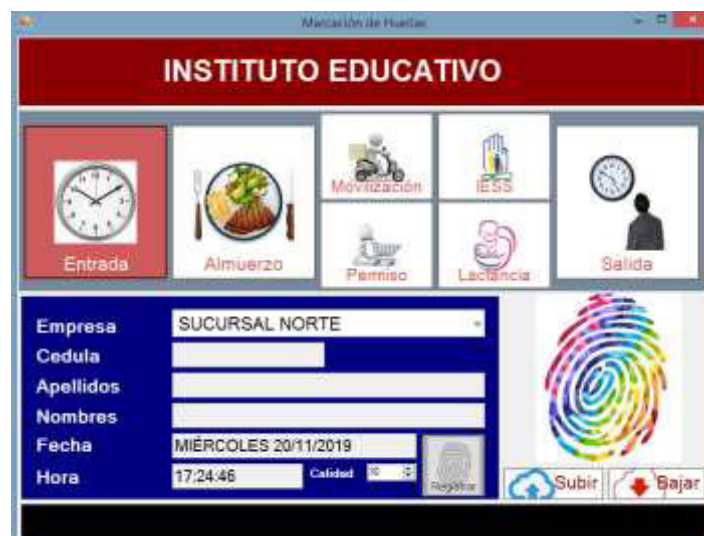 Marcación de Huellas
INSTITUTO EDUCATIVO
Entrada
Almuerzo
Movilización
IESS
Permiso
Lactancia
Salida
Empresa SUCURSAL NORTE
Cedula
Apellidos
Nombres
Fecha MIÉRCOLES 20/11/2019
Hora 17:24:46 Calidad
Registrar
Subir Bajar